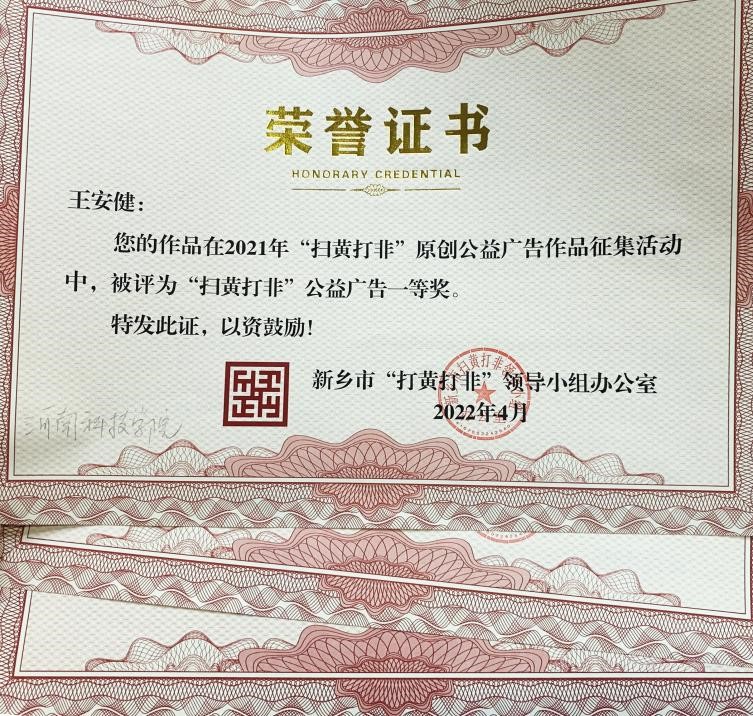 荣誉证书
HONORARY CREDENTIAL
王安健：
您的作品在2021年“扫黄打非”原创公益广告作品征集活动
中，被评为“扫黄打非”公益广告一等奖。
特发此证，以资鼓励！
新乡市“打黄打非”领导小组办公室
2022年4月
河南科技学院